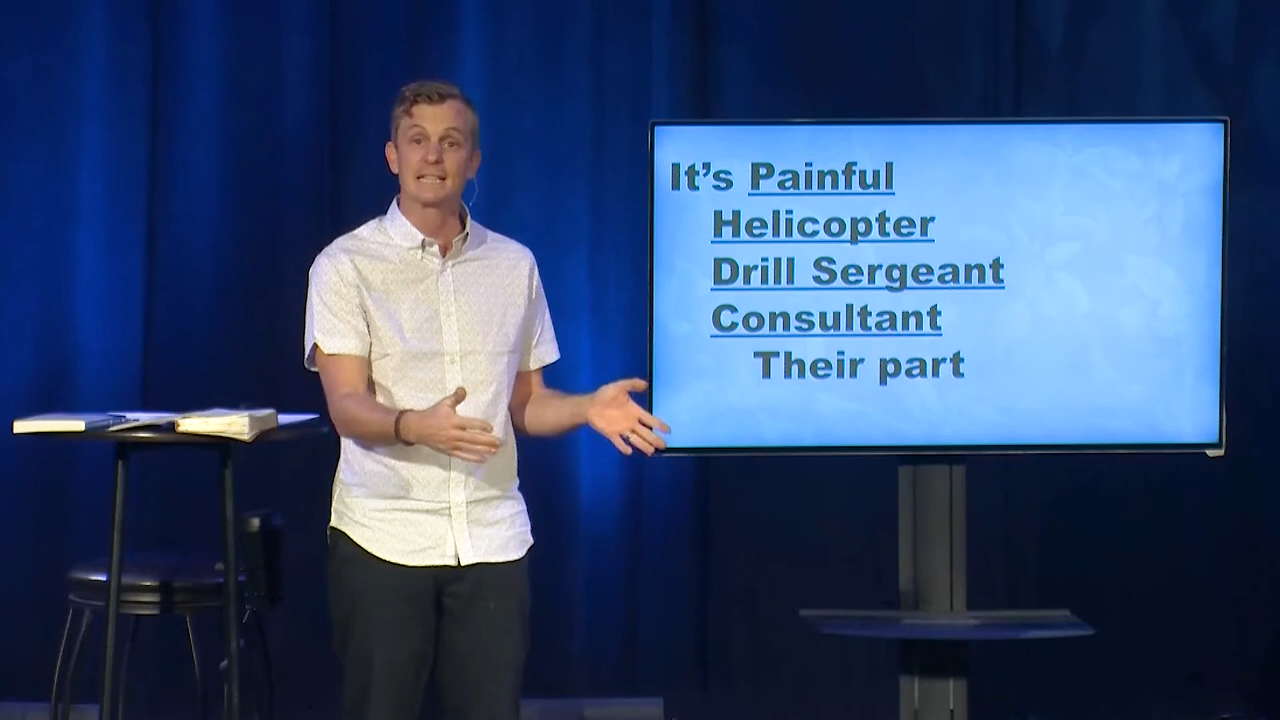 It’s Painful
Helicopter
Drill Sergeant
Consultant
Their part